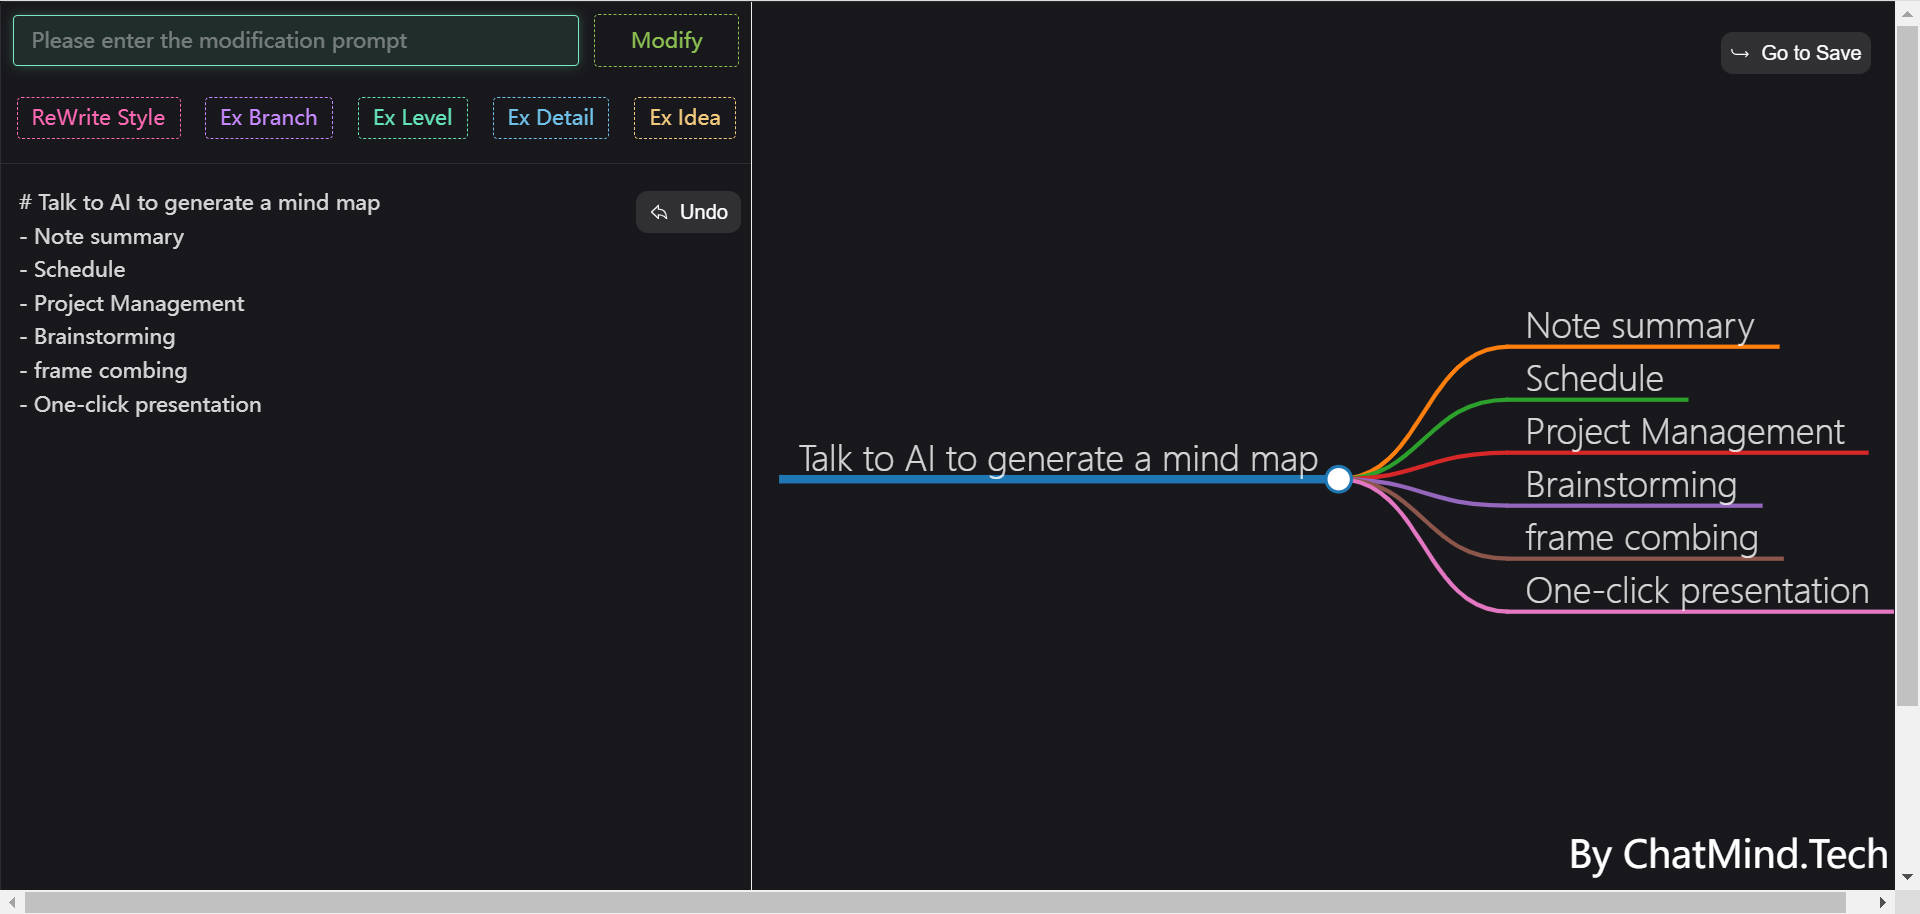 Please enter the modification prompt
Modify
ReWrite Style
Ex Branch
Ex Level
Ex Detail
Ex Idea
# Talk to AI to generate a mind map
- Note summary
- Schedule
- Project Management
- Brainstorming
- frame combing
- One-click presentation
Undo
Go to Save
Talk to AI to generate a mind map
Note summary
Schedule
Project Management
Brainstorming
frame combing
One-click presentation
By ChatMind.Tech